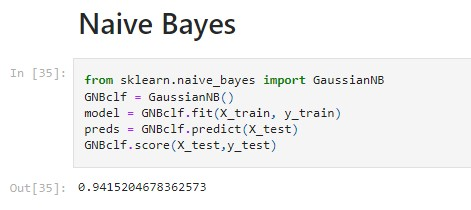 Naive Bayes
In [35]:
from sklearn.naive_bayes import GaussianNB
GNBclf = GaussianNB()
model = GNBclf.fit(X_train, y_train)
preds = GNBclf.predict(X_test)
GNBclf.score(X_test,y_test)
Out[35]: 0.9415204678362573